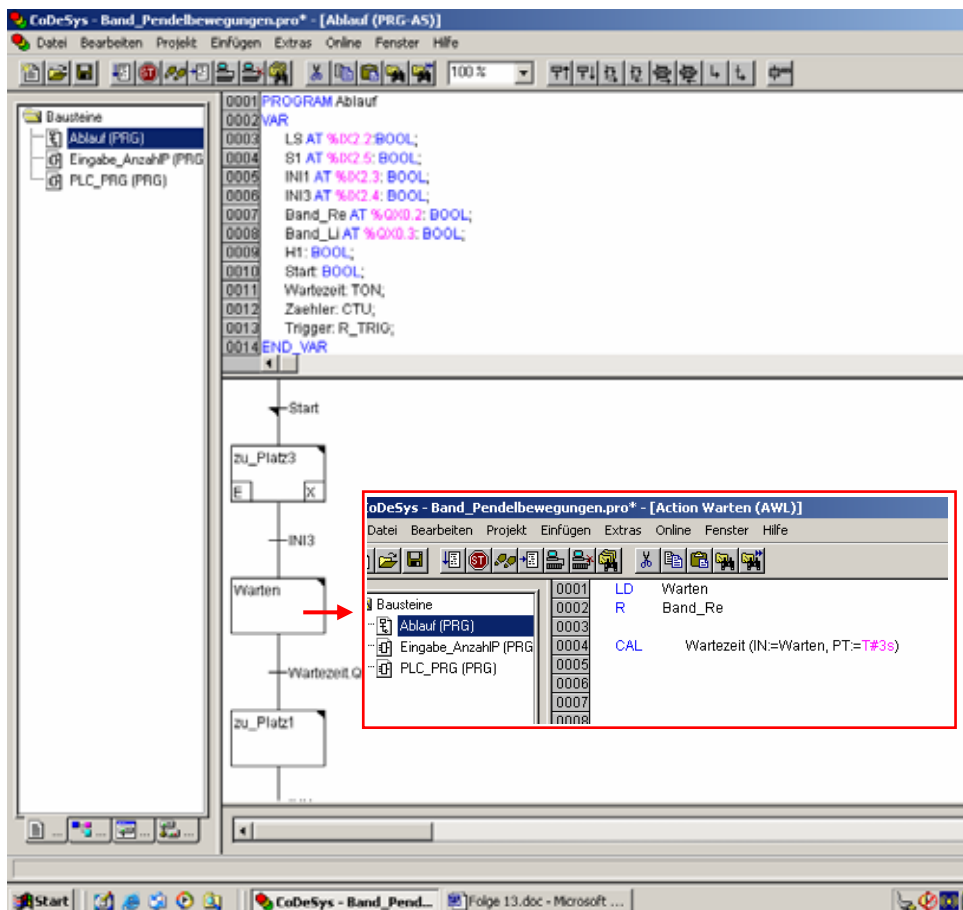 CoDeSys - Band_Pendelbewegungen.pro* - [Ablauf (PRG-AS)]
Datei Bearbeiten Projekt Einfügen Extras Online Fenster Hilfe
100 %
Bausteine
Ablauf (PRG)
Eingabe_AnzahlP (PRG
PLC_PRG (PRG)
0001 PROGRAM Ablauf
0002 VAR
0003 LS AT %IX2.2:BOOL;
0004 S1 AT %IX2.5: BOOL;
0005 INI1 AT %IX2.3: BOOL;
0006 INI3 AT %IX2.4: BOOL;
0007 Band_Re AT %QX0.2: BOOL;
0008 Band_Li AT %QX0.3: BOOL;
0009 H1: BOOL;
0010 Start: BOOL;
0011 Wartezeit: TON;
0012 Zaehler: CTU;
0013 Trigger: R_TRIG;
0014 END_VAR
Start
zu_Platz3
E X
INI3
Warten
Wartezeit.Q
zu_Platz1
CoDeSys - Band_Pendelbewegungen.pro* - [Action Warten (AWL)]
Datei Bearbeiten Projekt Einfügen Extras Online Fenster Hilfe
Bausteine
Ablauf (PRG)
Eingabe_AnzahlP (PRG
PLC_PRG (PRG)
0001 LD Warten
0002 R Band_Re
0003
0004 CAL Wartezeit (IN:=Warten, PT:=T#3s)
0005
0006
0007
0008
Start
CoDeSys - Band_Pend...
Folge 13.doc - Microsoft ...